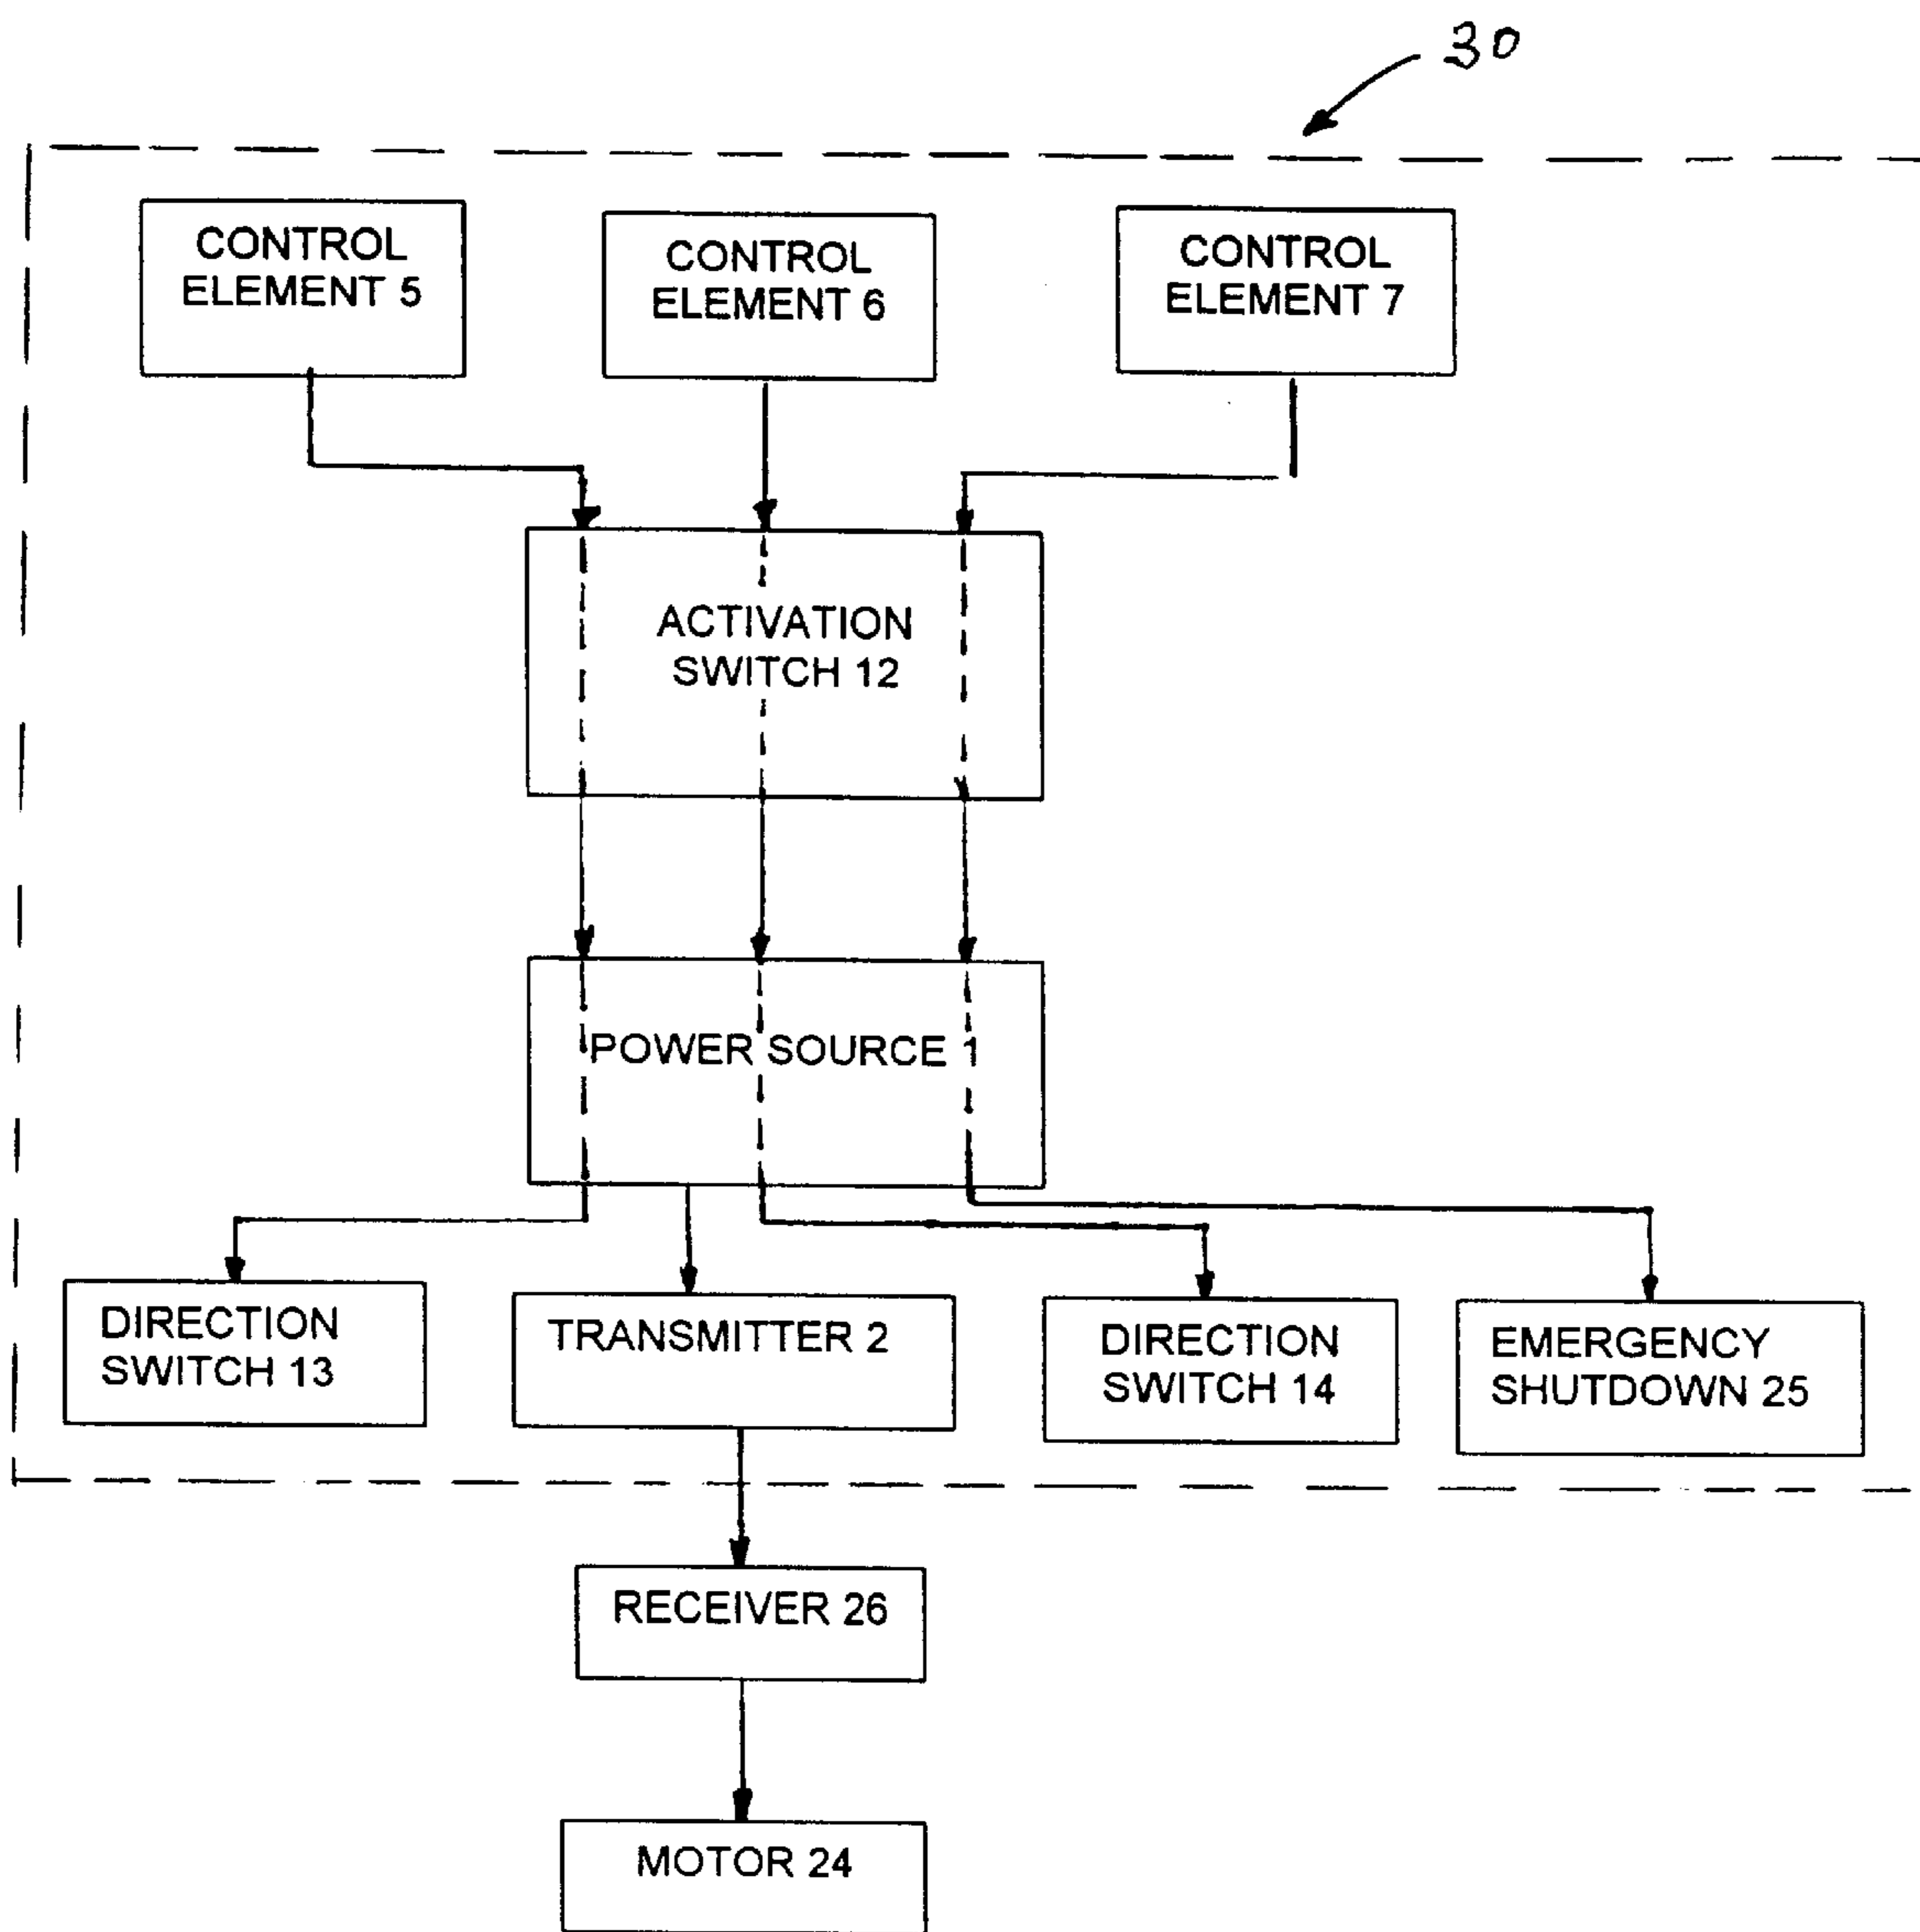 30
CONTROL
ELEMENT 5
CONTROL
ELEMENT 6
CONTROL
ELEMENT 7
ACTIVATION
SWITCH 12
POWER SOURCE 1
DIRECTION
SWITCH 13
TRANSMITTER 2
DIRECTION
SWITCH 14
EMERGENCY
SHUTDOWN 25
RECEIVER 26
MOTOR 24